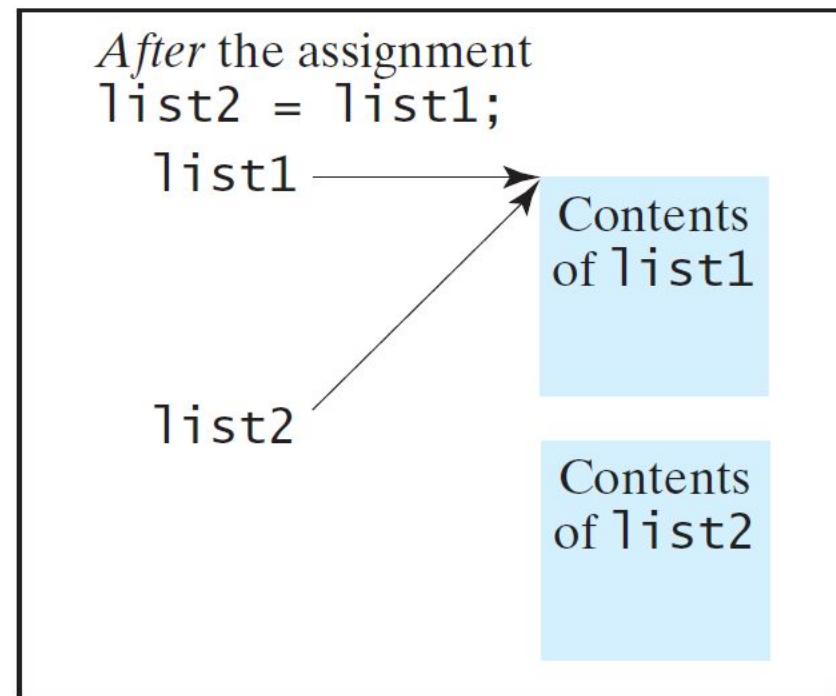 After the assignment
list2 = list1;
list1
Contents
of list1
list2
Contents
of list2